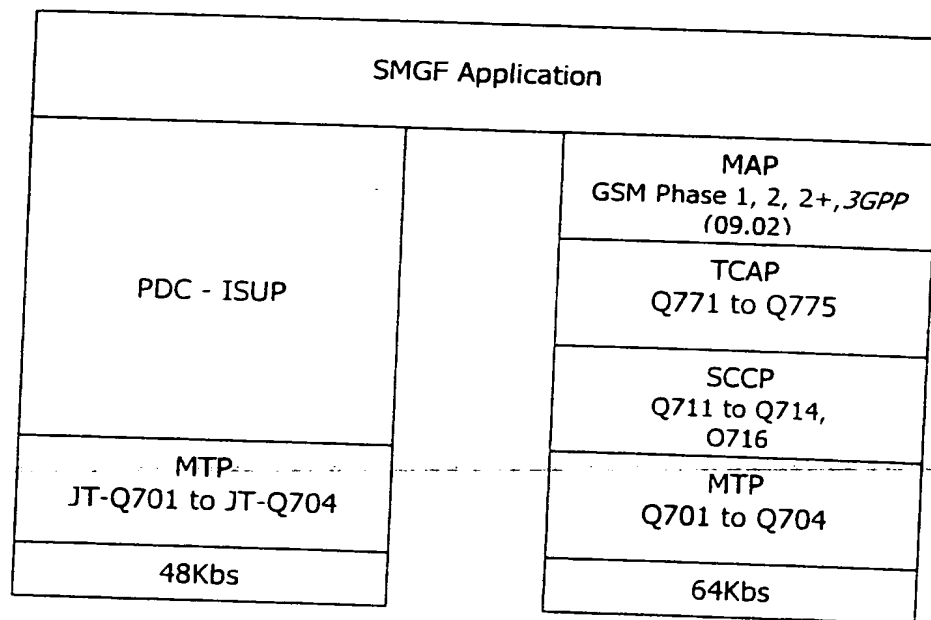 SMGF Application
PDC - ISUP
MTP
JT-Q701 to JT-Q704
48Kbs
MAP
GSM Phase 1, 2, 2+,3GPP
(09.02)
TCAP
Q771 to Q775
SCCP
Q711 to Q714,
O716
MTP
Q701 to Q704
64Kbs